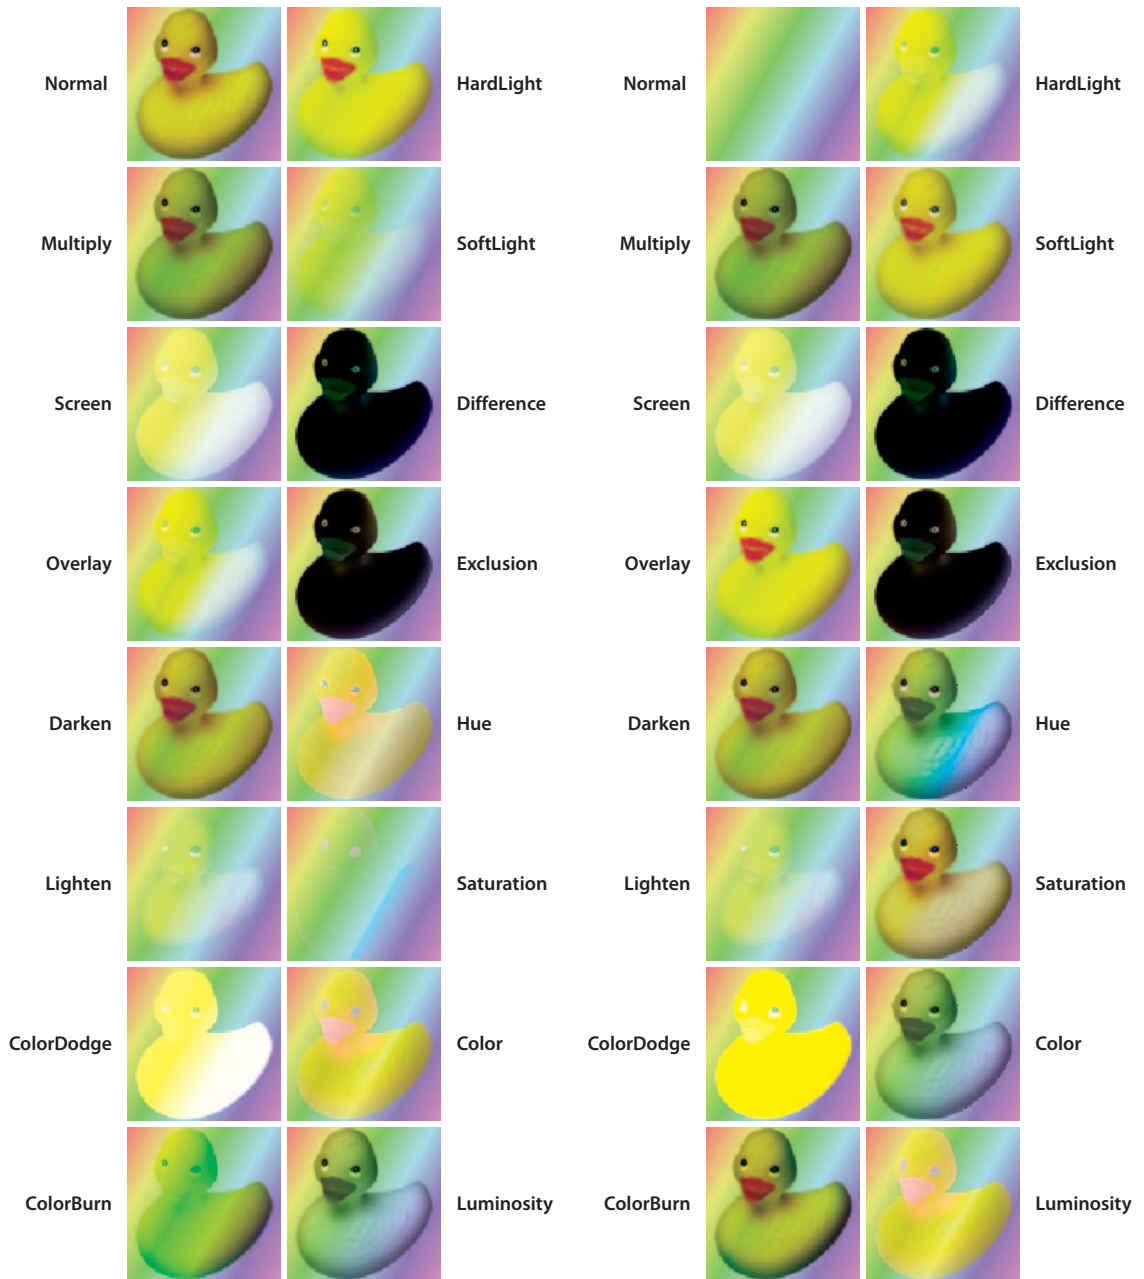 Normal HardLight Normal HardLight
Multiply SoftLight Multiply SoftLight
Screen Difference Screen Difference
Overlay Exclusion Overlay Exclusion
Darken Hue Darken Hue
Lighten Saturation Lighten Saturation
ColorDodge Color ColorDodge Color
ColorBurn Luminosity ColorBurn Luminosity